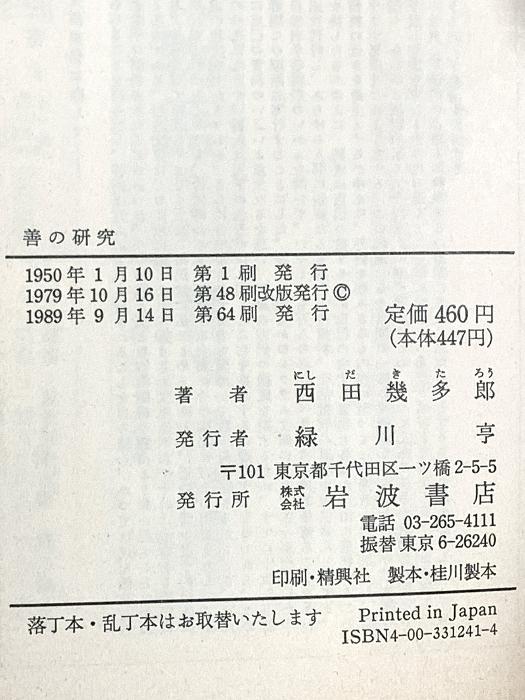 善の研究
1950年1月10日 第1刷発行
1979年10月16日 第48刷改版発行©
1989年9月14日 第64刷発行
定価460円
(本体447円)
にし だ き た ろう
著者 西田幾多郎
発行者 緑川亨
〒101 東京都千代田区一ツ橋2-5-5
発行所 株式会社 岩波書店
電話 03-265-4111
振替東京6-26240
印刷・精興社 製本・桂川製本
落丁本・乱丁本はお取替いたします
Printed in Japan
ISBN4-00-331241-4